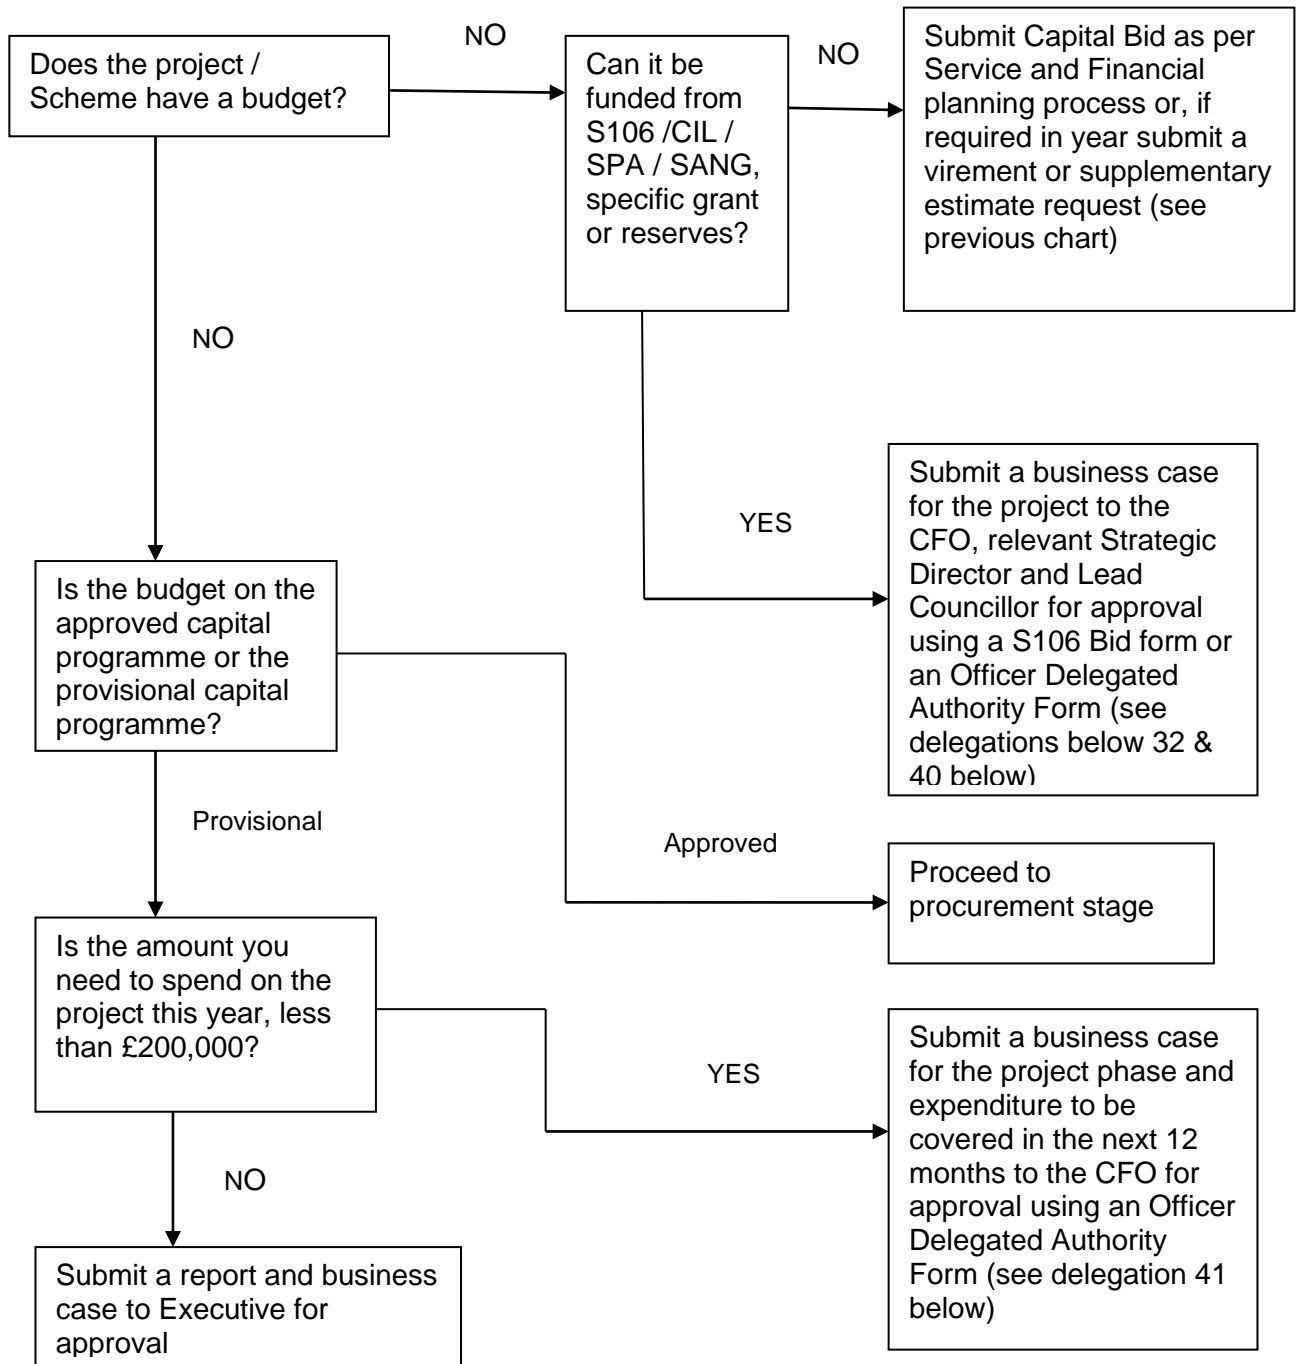 Does the project /
Scheme have a budget?
NO
Can it be
funded from
S106 /CIL /
SPA / SANG,
specific grant
or reserves?
NO
Submit Capital Bid as per
Service and Financial
planning process or, if
required in year submit a
virement or supplementary
estimate request (see
previous chart)
NO
YES
Submit a business case
for the project to the
CFO, relevant Strategic
Director and Lead
Councillor for approval
using a S106 Bid form or
an Officer Delegated
Authority Form (see
delegations below 32 &
40 below)
Is the budget on the
approved capital
programme or the
provisional capital
programme?
Provisional
Approved
Proceed to
procurement stage
Is the amount you
need to spend on the
project this year, less
than £200,000?
YES
Submit a business case
for the project phase and
expenditure to be
covered in the next 12
months to the CFO for
approval using an Officer
Delegated Authority
Form (see delegation 41
below)
NO
Submit a report and business
case to Executive for
approval